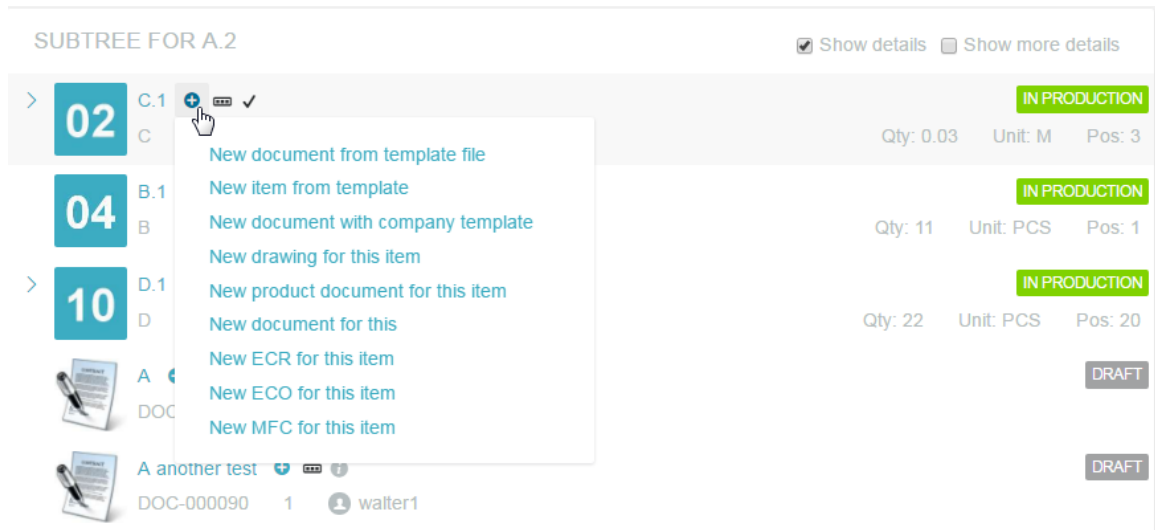 SUBTREE FOR A.2
Show details Show more details
02 C.1 IN PRODUCTION
C Qty: 0.03 Unit: M Pos: 3
New document from template file
New item from template
04 B.1 IN PRODUCTION
New document with company template
B Qty: 11 Unit: PCS Pos: 1
New drawing for this item
10 D.1 IN PRODUCTION
New product document for this item
D Qty: 22 Unit: PCS Pos: 20
New document for this
New ECR for this item
A DRAFT
New ECO for this item
DOC
New MFC for this item
A another test DRAFT
DOC-000090 1 walter1